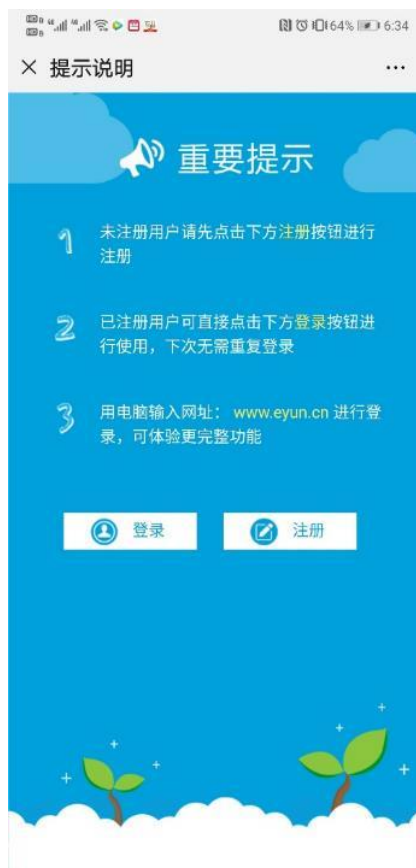 64% 6:34
× 提示说明 ...
重要提示
1 未注册用户请先点击下方注册按钮进行
注册
2 已注册用户可直接点击下方登录按钮进
行使用，下次无需重复登录
3 用电脑输入网址： www.eyun.cn 进行登
录，可体验更完整功能
登录 注册